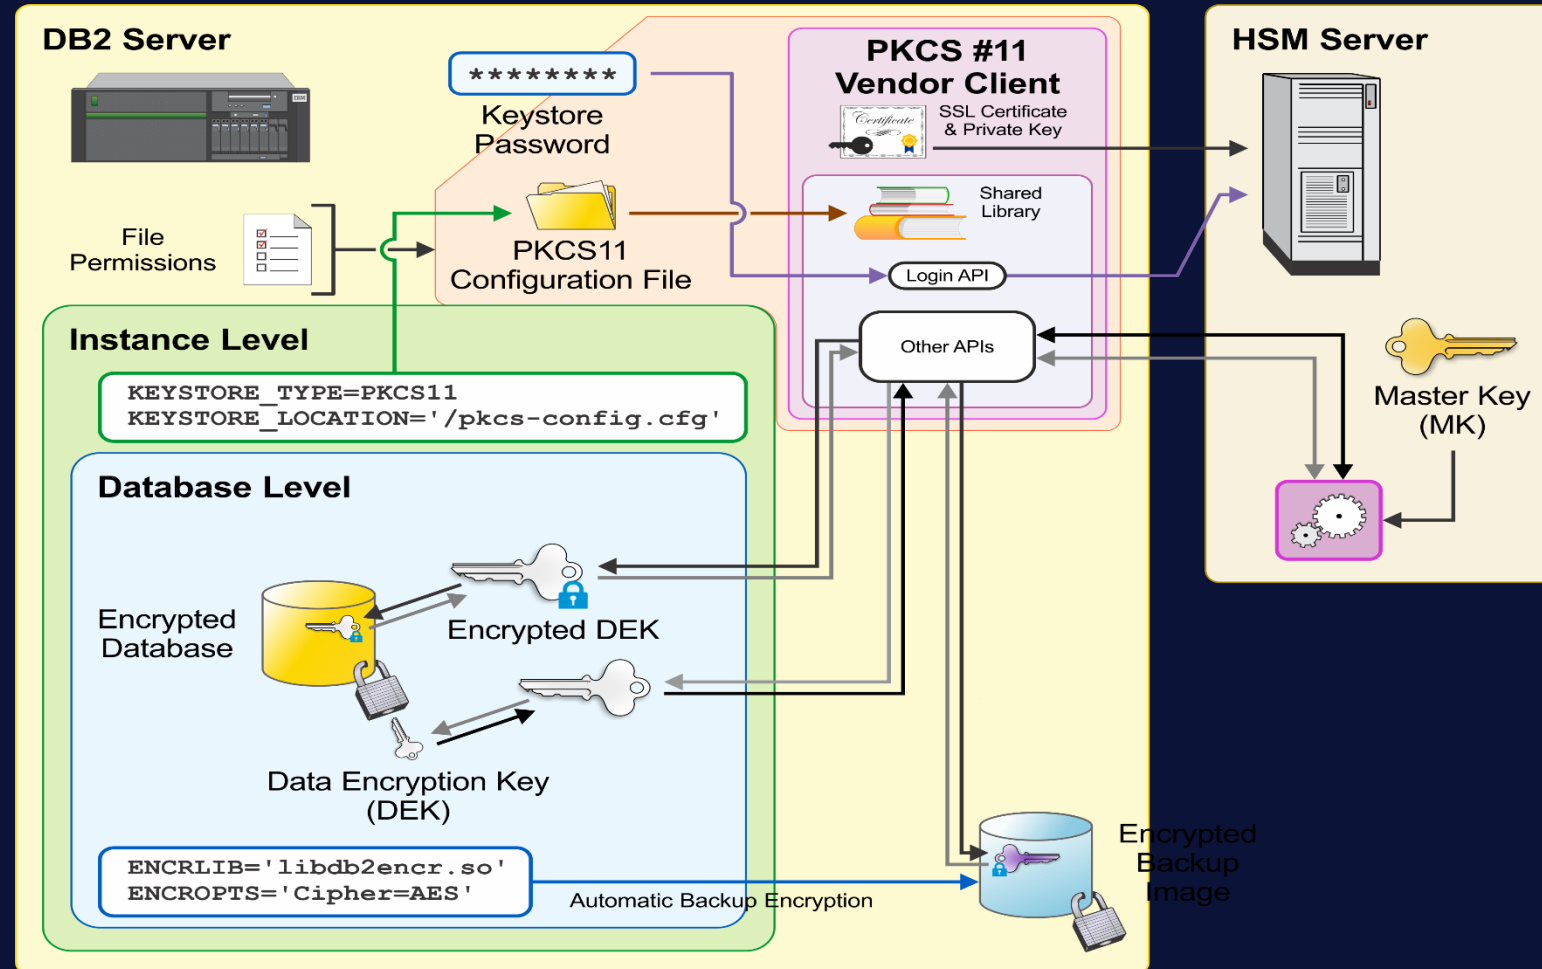 DB2 Server
********
Keystore
Password
PKCS #11
Vendor Client
Certificate
SSL Certificate
& Private Key
HSM Server
IBM
File
Permissions
PKCS11
Configuration File
Shared
Library
Login API
Other APIs
Master Key
(MK)
Instance Level
KEYSTORE_TYPE=PKCS11
KEYSTORE_LOCATION='/pkcs-config.cfg'
Database Level
Encrypted
Database
Encrypted DEK
Data Encryption Key
(DEK)
ENCRLIB='libdb2encr.so'
ENCROPTS='Cipher=AES'
Automatic Backup Encryption
Encrypted
Backup
Image